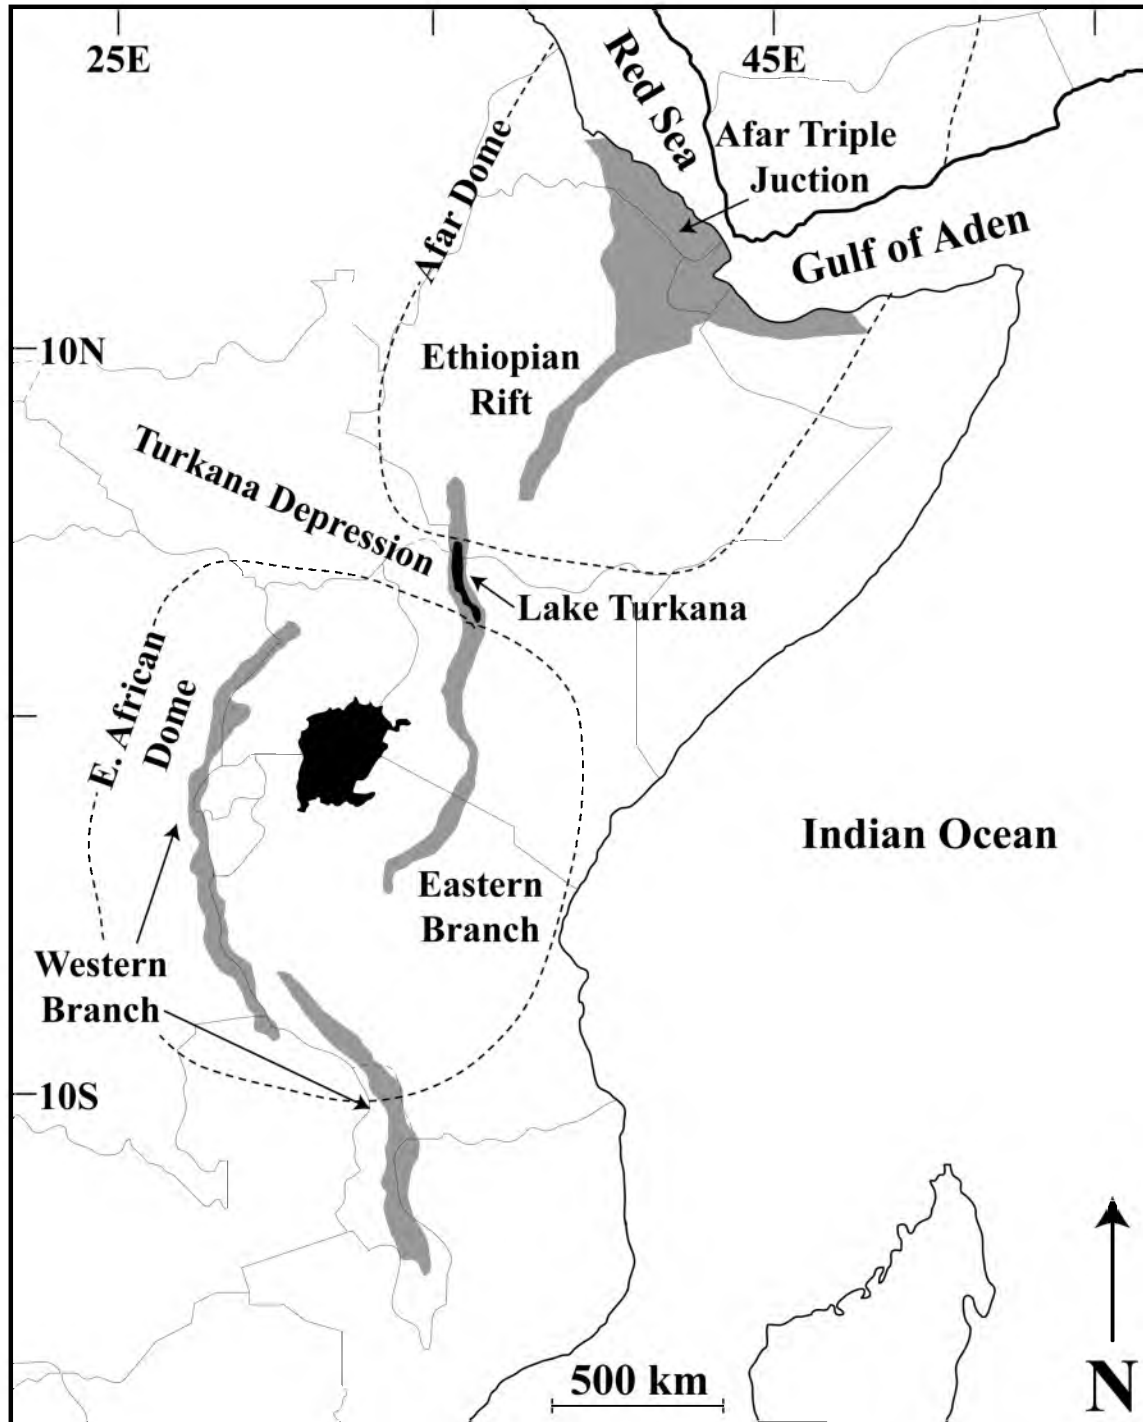 25E
45E
Red Sea
Afar Triple
Juction
Afar Dome
Gulf of Aden
10N
Ethiopian
Rift
Turkana Depression
Lake Turkana
E. African
Dome
Indian Ocean
Eastern
Branch
Western
Branch
10S
500 km
N